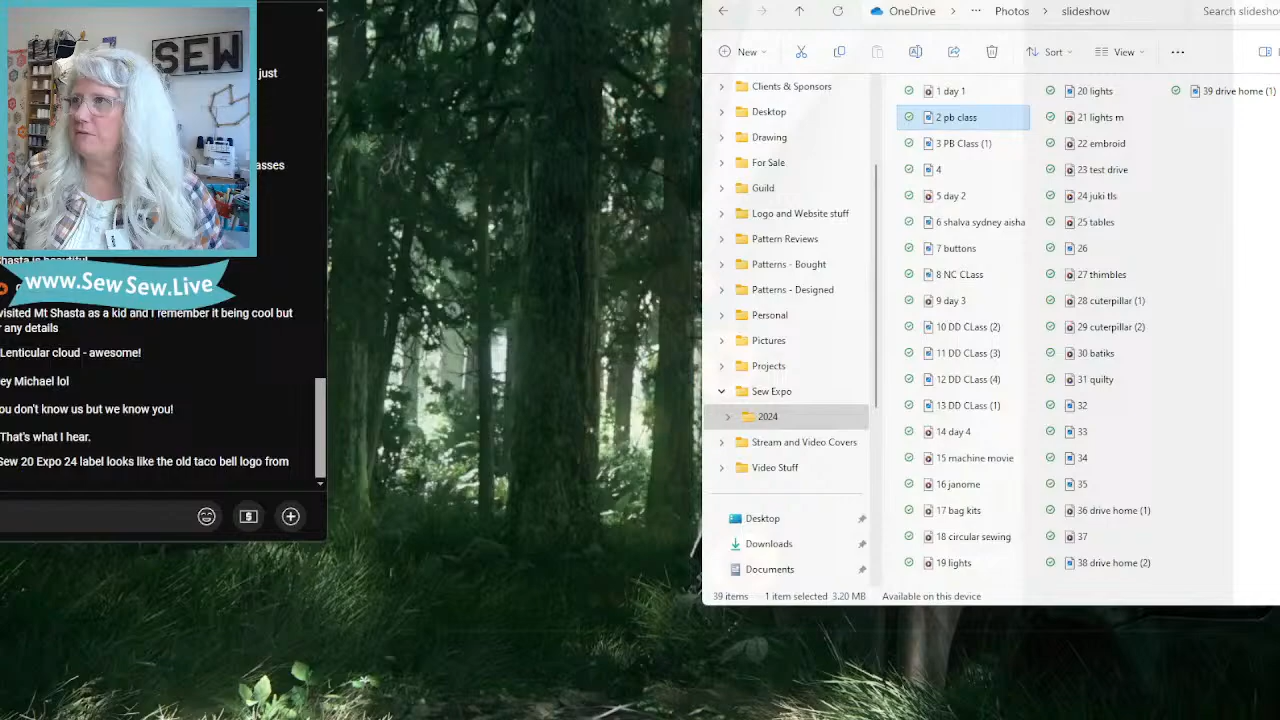 SEW
www.SewSew.Live
just
asses
Shasta is beautiful
visited Mt Shasta as a kid and I remember it being cool but
r any details
Lenticular cloud - awesome!
ey Michael lol
ou don't know us but we know you!
That's what I hear.
Sew 20 Expo 24 label looks like the old taco bell logo from
OneDrive
Photos
slideshow
Search slidesho
New
Sort
View
Clients & Sponsors
Desktop
Drawing
For Sale
Guild
Logo and Website stuff
Pattern Reviews
Patterns - Bought
Patterns - Designed
Personal
Pictures
Projects
Sew Expo
2024
Stream and Video Covers
Video Stuff
Desktop
Downloads
Documents
1 day 1
2 pb class
3 PB Class (1)
4
5 day 2
6 shalva sydney aisha
7 buttons
8 NC CLass
9 day 3
10 DD CLass (2)
11 DD CLass (3)
12 DD CLass (4)
13 DD CLass (1)
14 day 4
15 machine movie
16 janome
17 bag kits
18 circular sewing
19 lights
20 lights
21 lights m
22 embroid
23 test drive
24 juki tls
25 tables
26
27 thimbles
28 cuterpillar (1)
29 cuterpillar (2)
30 batiks
31 quilty
32
33
34
35
36 drive home (1)
37
38 drive home (2)
39 drive home (1)
39 items
1 item selected 3.20 MB
Available on this device